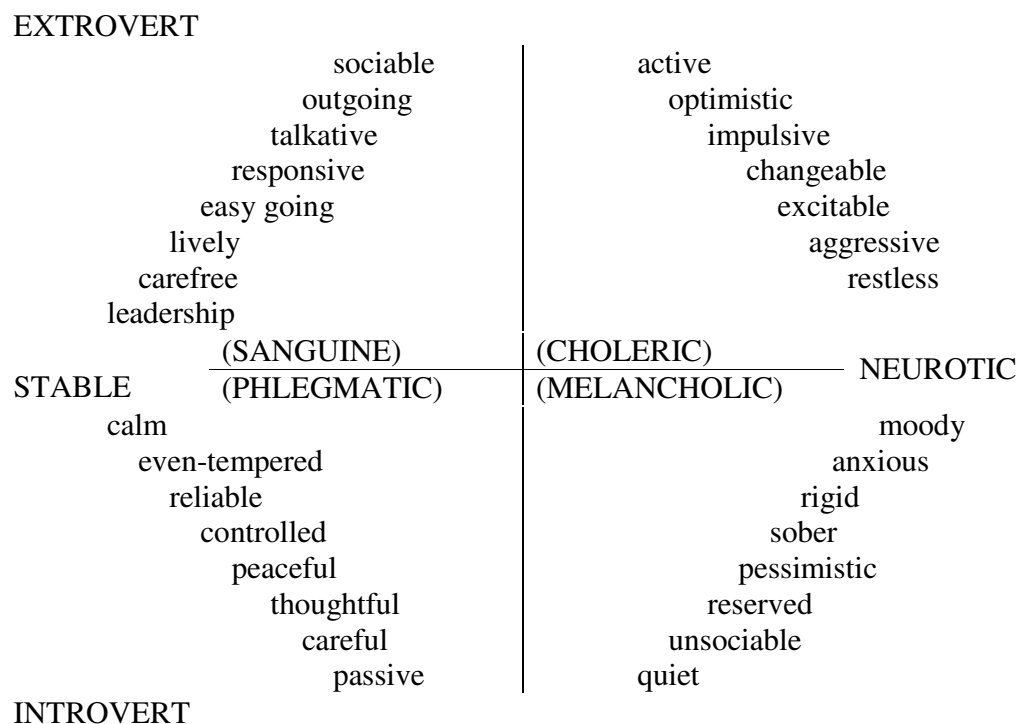 EXTROVERT
sociable active
outgoing optimistic
talkative impulsive
responsive changeable
easy going excitable
lively aggressive
carefree restless
leadership
(SANGUINE) (CHOLERIC)
STABLE (PHLEGMATIC) (MELANCHOLIC) NEUROTIC
calm moody
even-tempered anxious
reliable rigid
controlled sober
peaceful pessimistic
thoughtful reserved
careful unsociable
passive quiet
INTROVERT